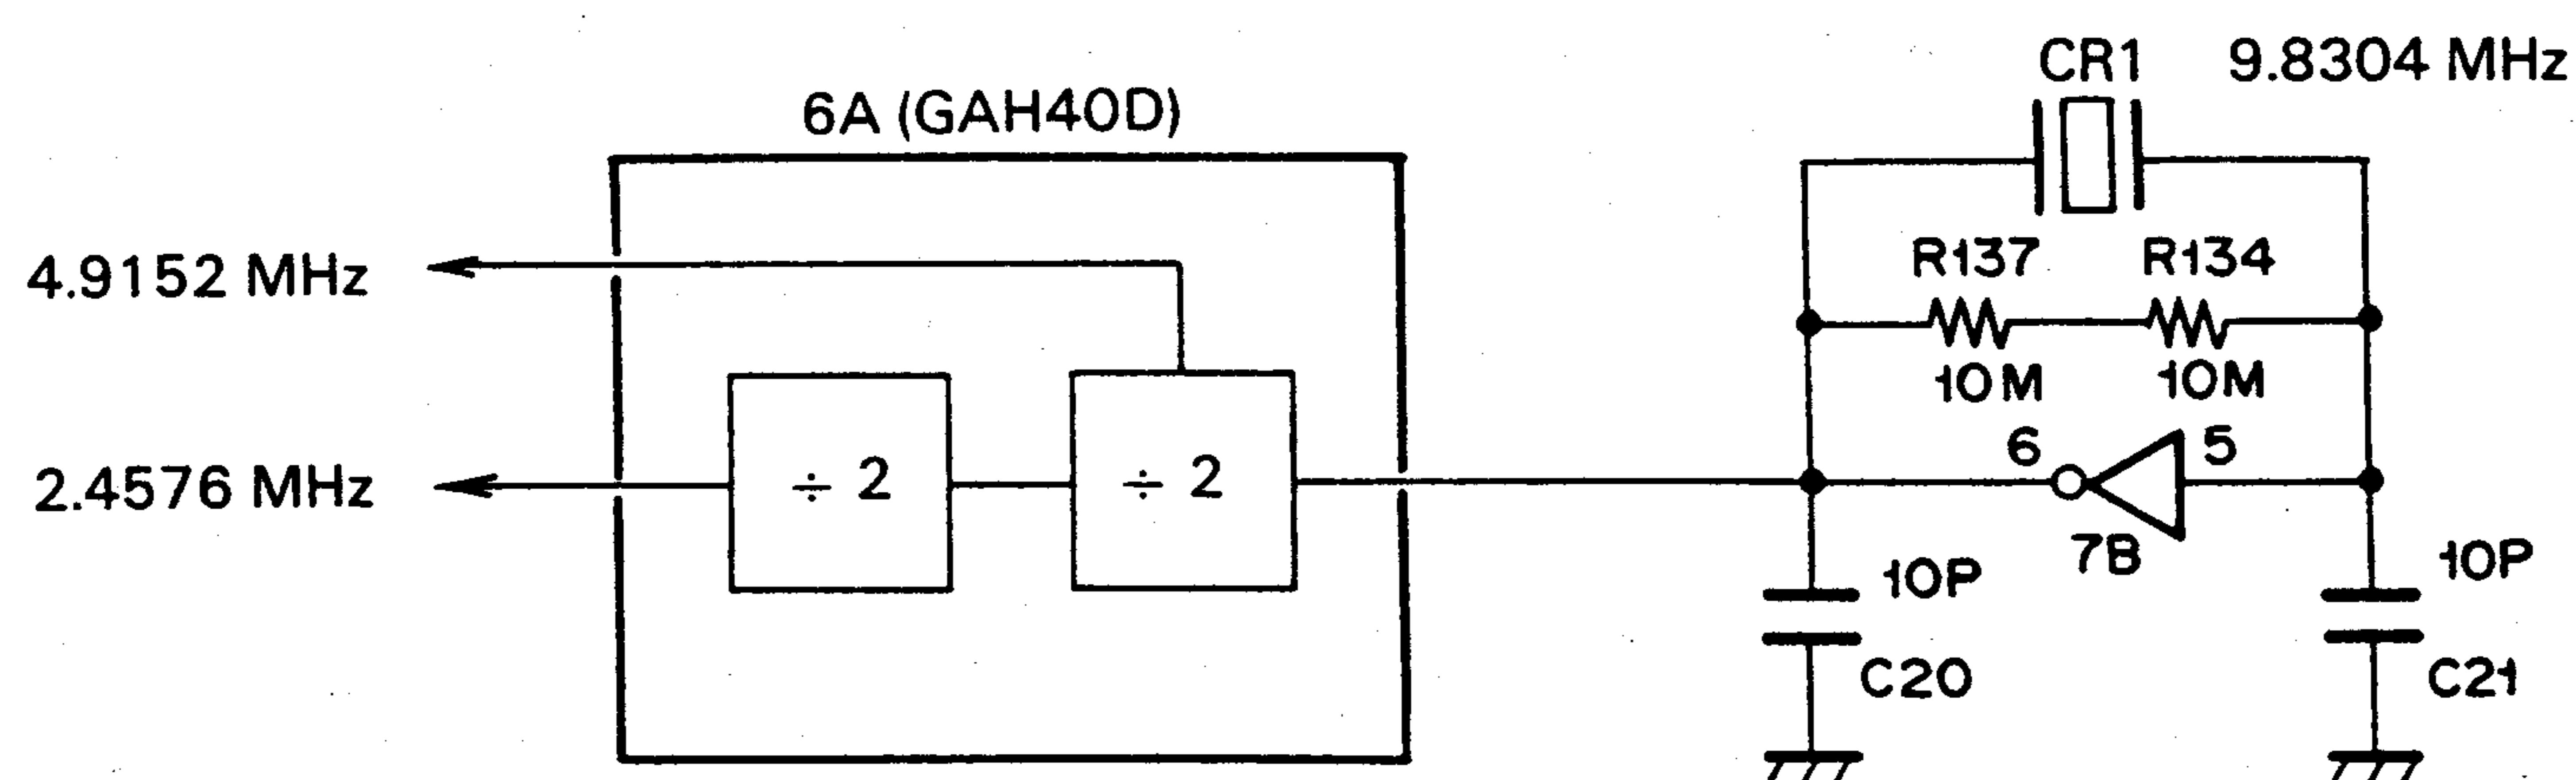 CR1 9.8304 MHz
6A (GAH40D)
4.9152 MHz
R137 R134
10M 10M
2.4576 MHz
÷ 2
÷ 2
6
5
7B
10P
10P
C20
C21